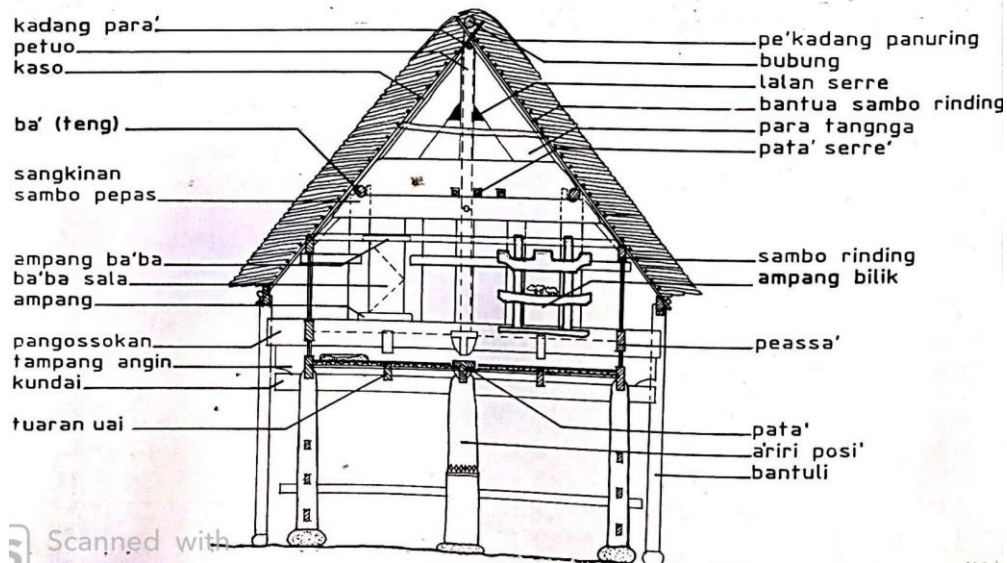 kadang para'
petuo
kaso
ba' (teng)
sangkinan
sambo pepas
ampang ba'ba
ba'ba sala
ampang
pangossokan
tampang angin
kundai
tuaran uai
pe'kadang panuring
bubung
lalan serre
bantua sambo rinding
para tangnga
pata' serre'
sambo rinding
ampang bilik
peassa'
pata'
a'riri posi'
bantuli
Scanned with